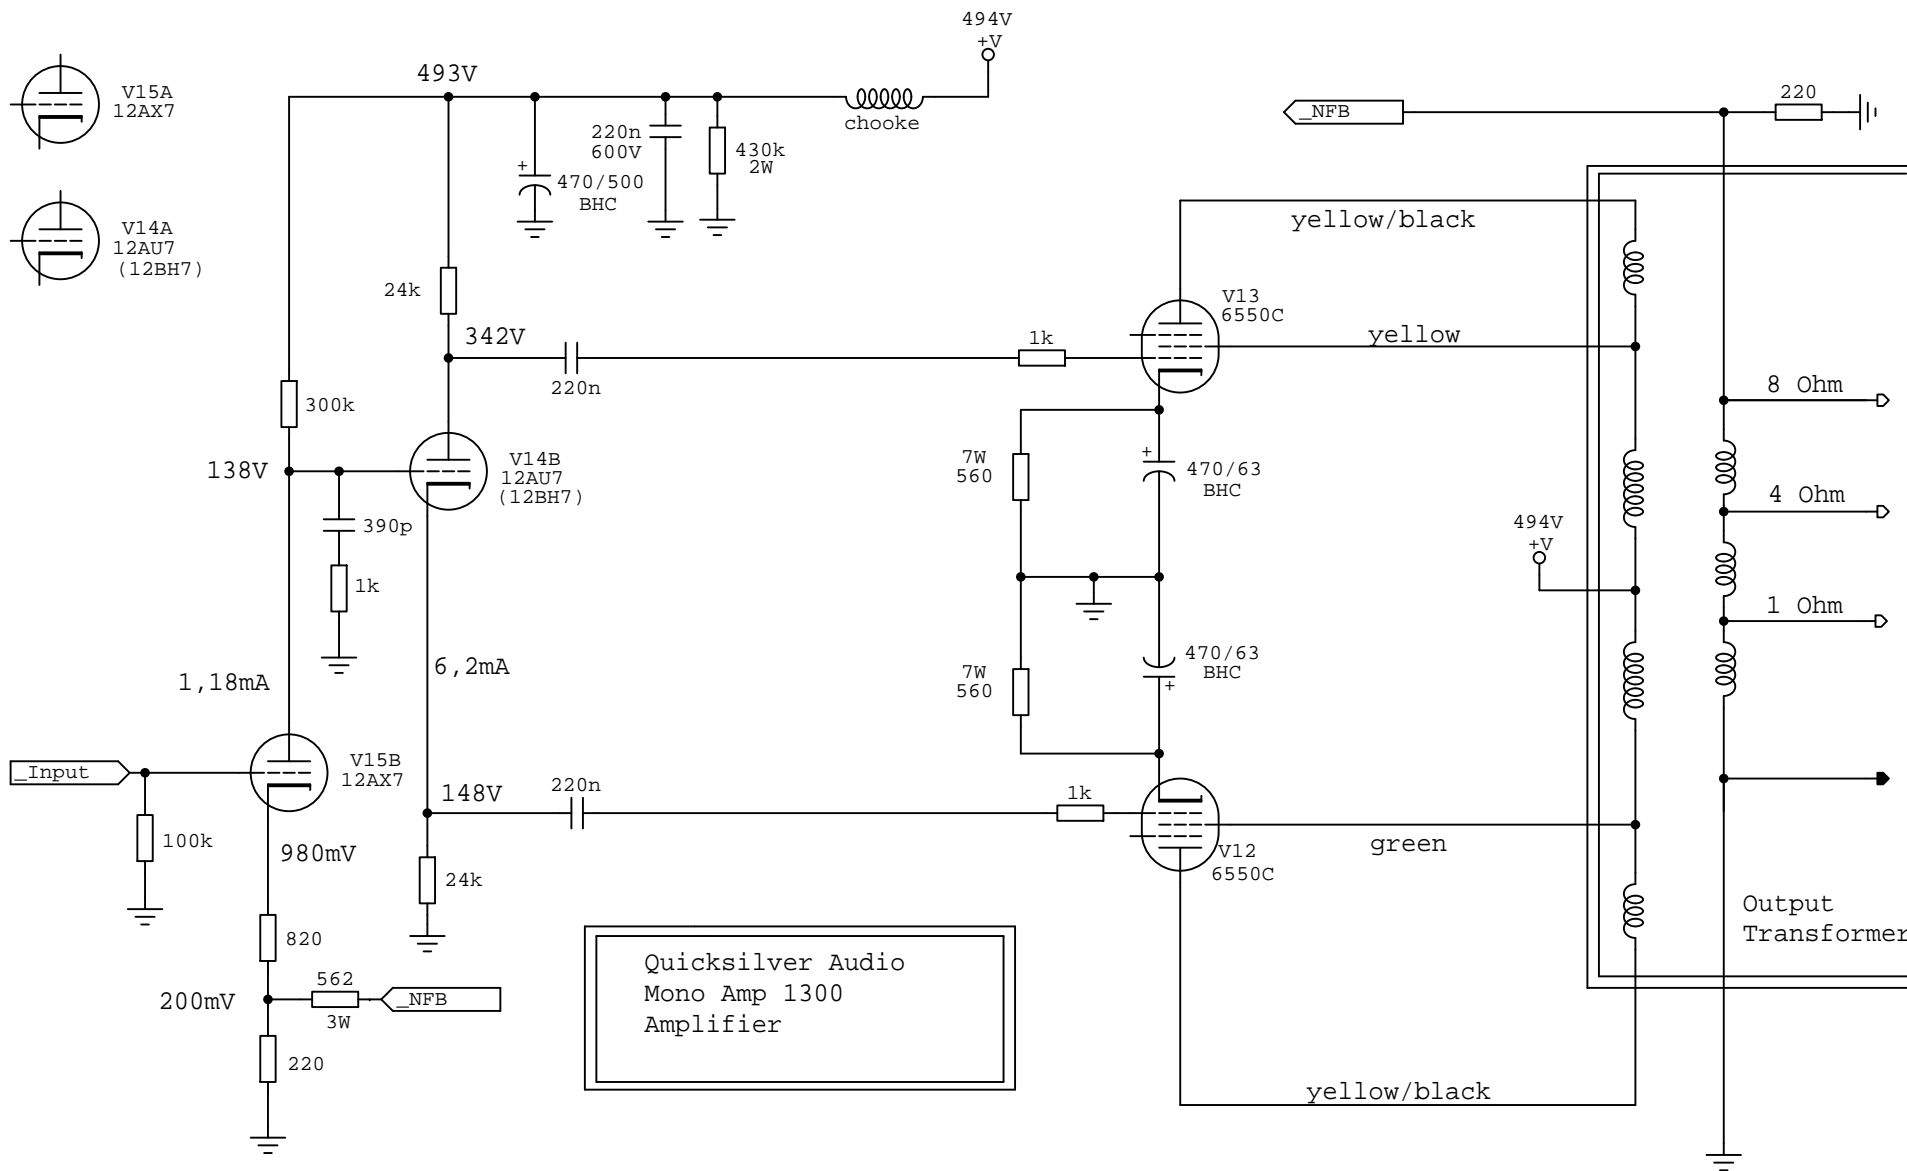 494V
+V
493V
V15A
12AX7
220n
600V
chooke
430k
2W
470/500
BHC
+
_NFB
220
V14A
12AU7
(12BH7)
yellow/black
24k
342V
220n
1k
V13
6550C
yellow
300k
138V
V14B
12AU7
(12BH7)
390p
1k
7W
560
+
470/63
BHC
8 Ohm
4 Ohm
494V
+V
1 Ohm
6,2mA
1,18mA
7W
560
470/63
BHC
+
_Input
V15B
12AX7
148V
220n
1k
100k
980mV
24k
V12
6550C
green
820
562
3W
_NFB
200mV
220
Quicksilver Audio
Mono Amp 1300
Amplifier
Output
Transformer
yellow/black